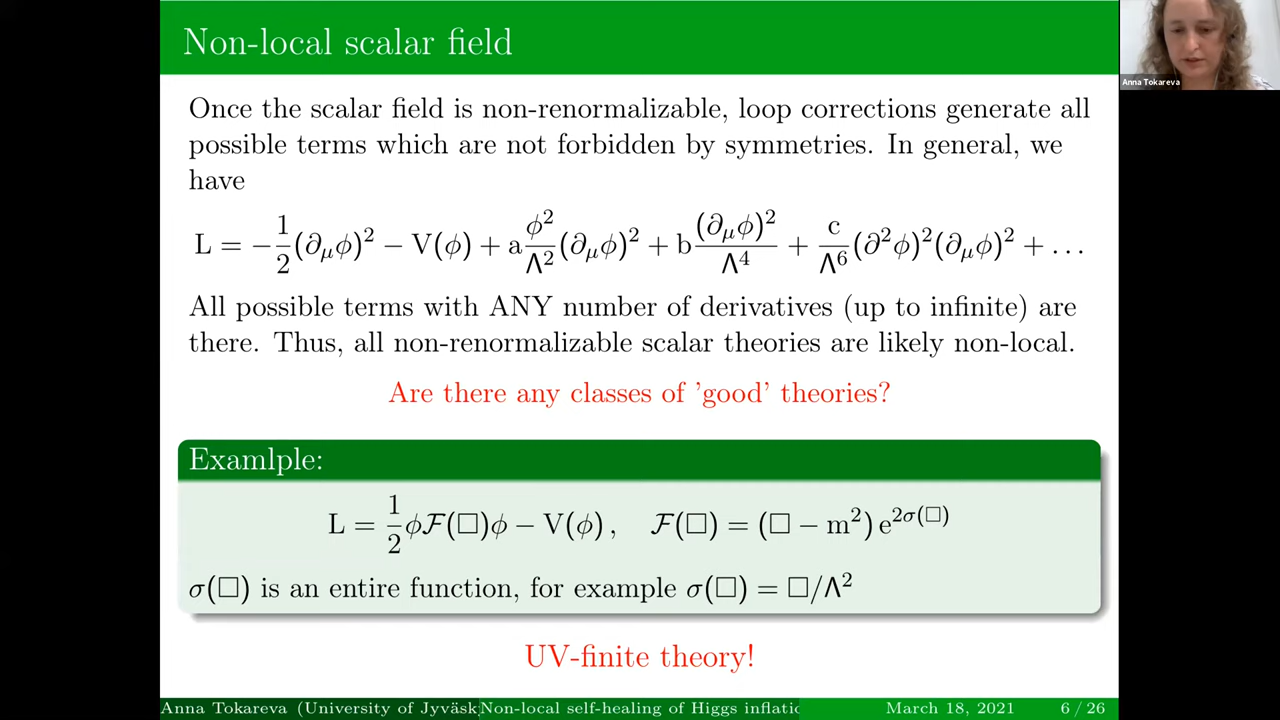 Non-local scalar field
Anna Tokareva
Once the scalar field is non-renormalizable, loop corrections generate all
possible terms which are not forbidden by symmetries. In general, we
have
L = −1/2(∂μϕ)² − V(ϕ) + a ϕ²/Λ² (∂μϕ)² + b (∂μϕ)²/Λ⁴ + c/Λ⁶ (∂²ϕ)²(∂μϕ)² + ...
All possible terms with ANY number of derivatives (up to infinite) are
there. Thus, all non-renormalizable scalar theories are likely non-local.
Are there any classes of 'good' theories?
Examlple:
L = 1/2 ϕℱ(□)ϕ − V(ϕ), ℱ(□) = (□ − m²) e^{2σ(□)}
σ(□) is an entire function, for example σ(□) = □/Λ²
UV-finite theory!
Anna Tokareva (University of Jyväsk Non-local self-healing of Higgs inflatio March 18, 2021 6 / 26